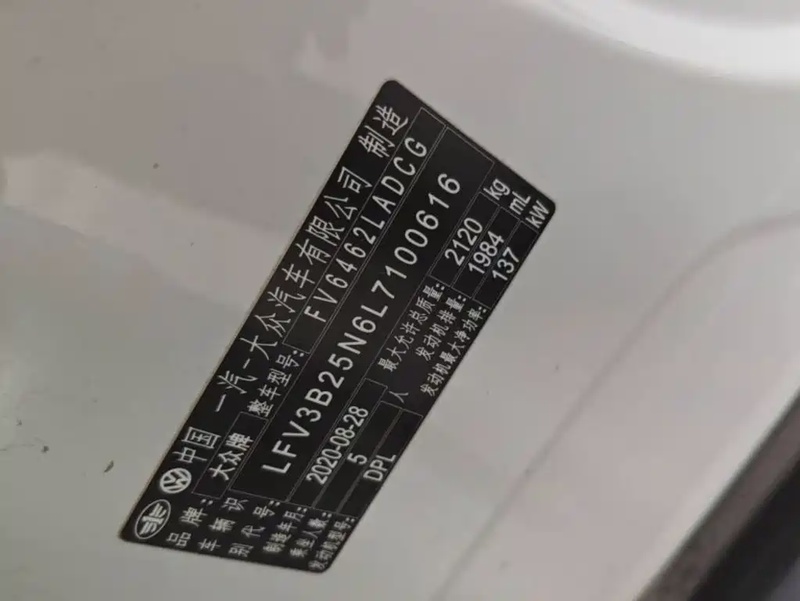 中国 一汽-大众汽车有限公司 制造
品牌: 大众牌 整车型号: FV6462LADCG
车辆识别代号: LFV3B25N6L7100616
制造年月: 2020-08-28 最大允许总质量: 2120 kg
乘坐人数: 5 人 发动机排量: 1984 mL
发动机型号: DPL 发动机最大净功率: 137 kW